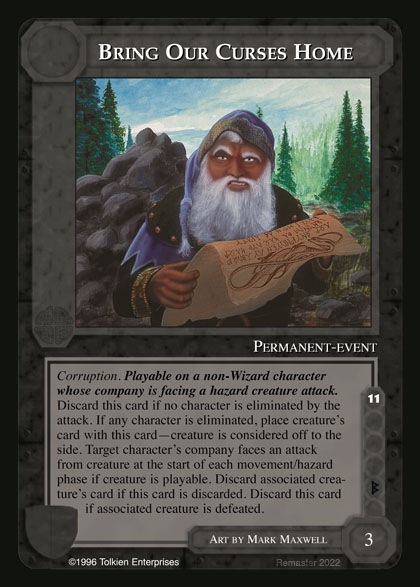 Bring Our Curses Home
Permanent-event
Corruption. Playable on a non-Wizard character
whose company is facing a hazard creature attack.
Discard this card if no character is eliminated by the
attack. If any character is eliminated, place creature’s
card with this card—creature is considered off to the
side. Target character’s company faces an attack
from creature at the start of each movement/hazard
phase if creature is playable. Discard associated crea-
ture’s card if this card is discarded. Discard this card
if associated creature is defeated.
11
Art by Mark Maxwell
3
©1996 Tolkien Enterprises
Remaster 2022